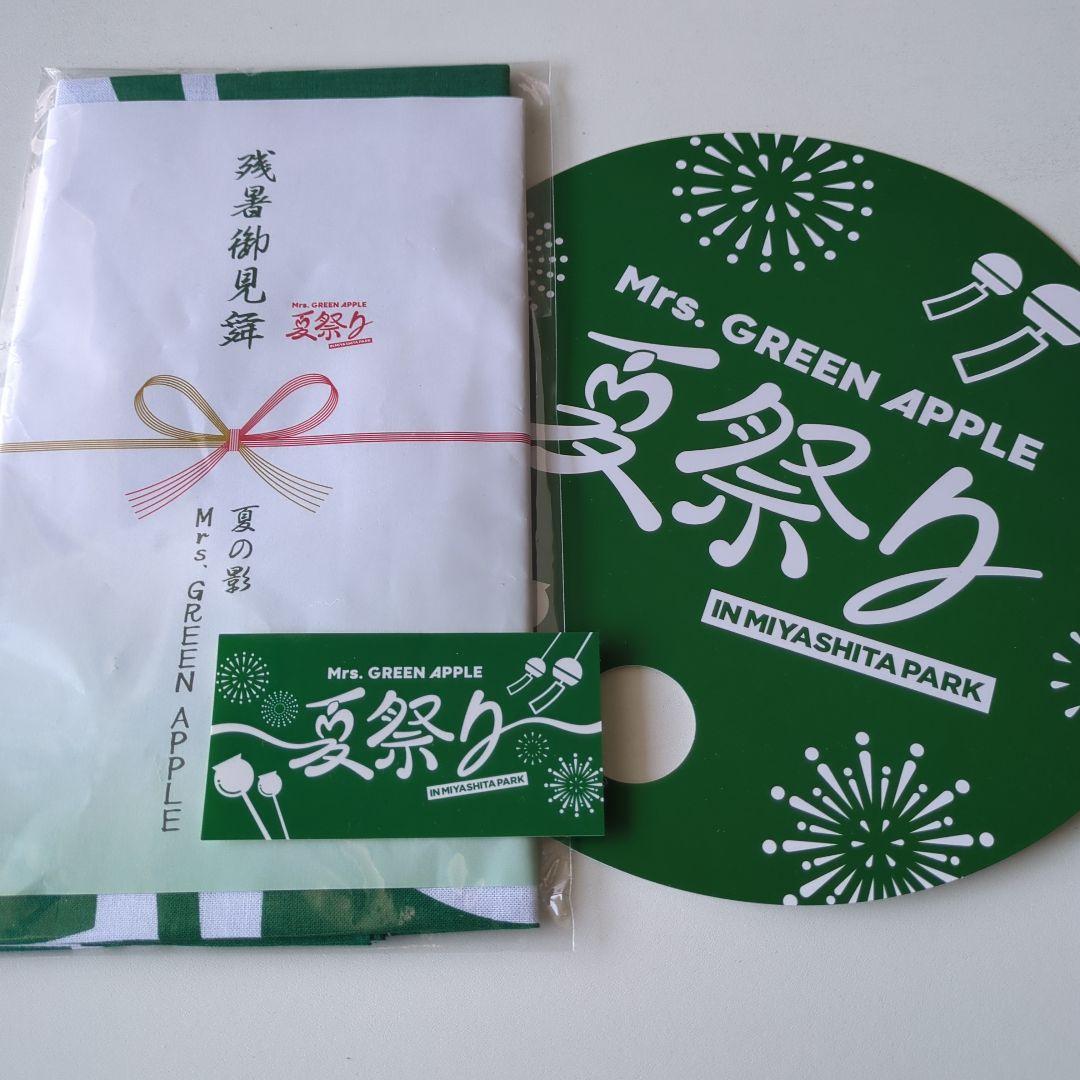 残暑御見舞
Mrs. GREEN APPLE
夏祭り
IN MIYASHITA PARK
夏の影
Mrs. GREEN APPLE
Mrs. GREEN APPLE
夏祭り
IN MIYASHITA PARK
Mrs. GREEN APPLE
夏祭り
IN MIYASHITA PARK